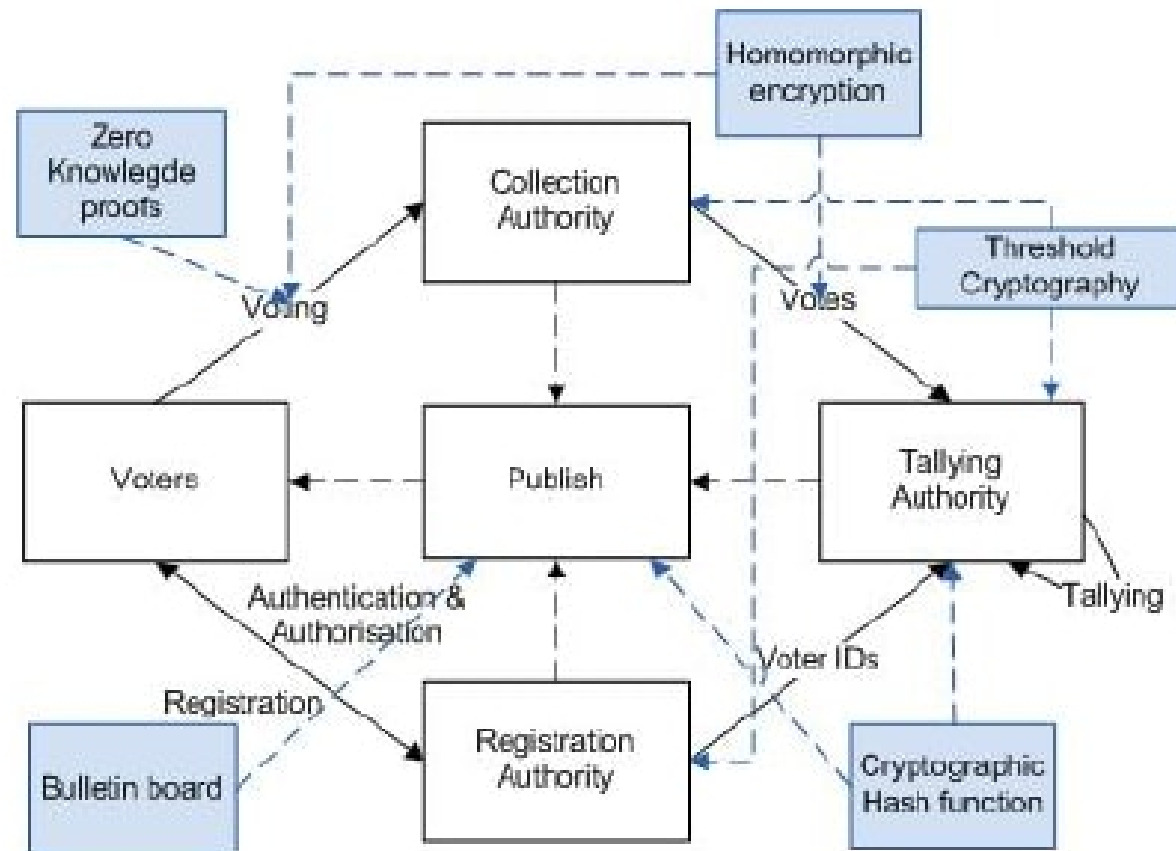 Homomorphic
encryption
Zero
Knowlegde
proofs
Collection
Authority
Threshold
Cryptography
Voting
Votes
Voters
Publish
Tallying
Authority
Authentication &
Authorisation
Tallying
Voter IDs
Registration
Registration
Authority
Bulletin board
Cryptographic
Hash function